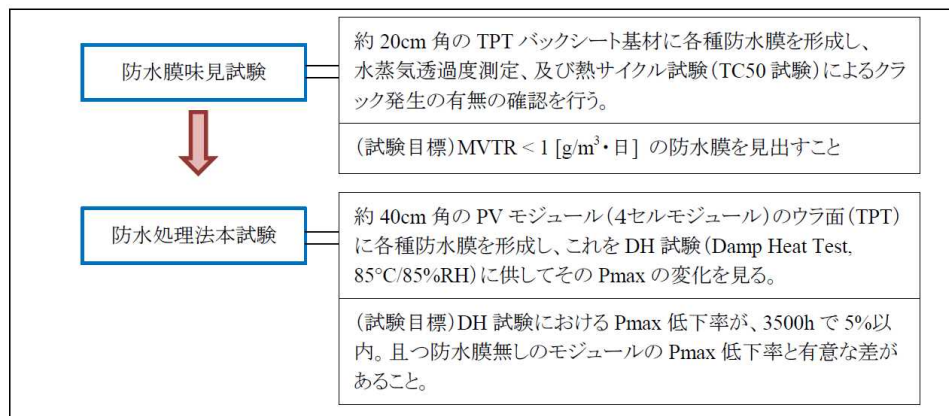 防水膜味見試験
約 20cm 角の TPT バックシート基材に各種防水膜を形成し、
水蒸気透過度測定、及び熱サイクル試験(TC50 試験)によるクラ
ック発生の有無の確認を行う。
(試験目標)MVTR < 1 [g/m³・日] の防水膜を見出すこと
防水処理法本試験
約 40cm 角の PV モジュール(4セルモジュール)のウラ面(TPT)
に各種防水膜を形成し、これを DH 試験(Damp Heat Test,
85°C/85%RH)に供してその Pmax の変化を見る。
(試験目標)DH 試験における Pmax 低下率が、3500h で 5%以
内。且つ防水膜無しのモジュールの Pmax 低下率と有意な差が
あること。